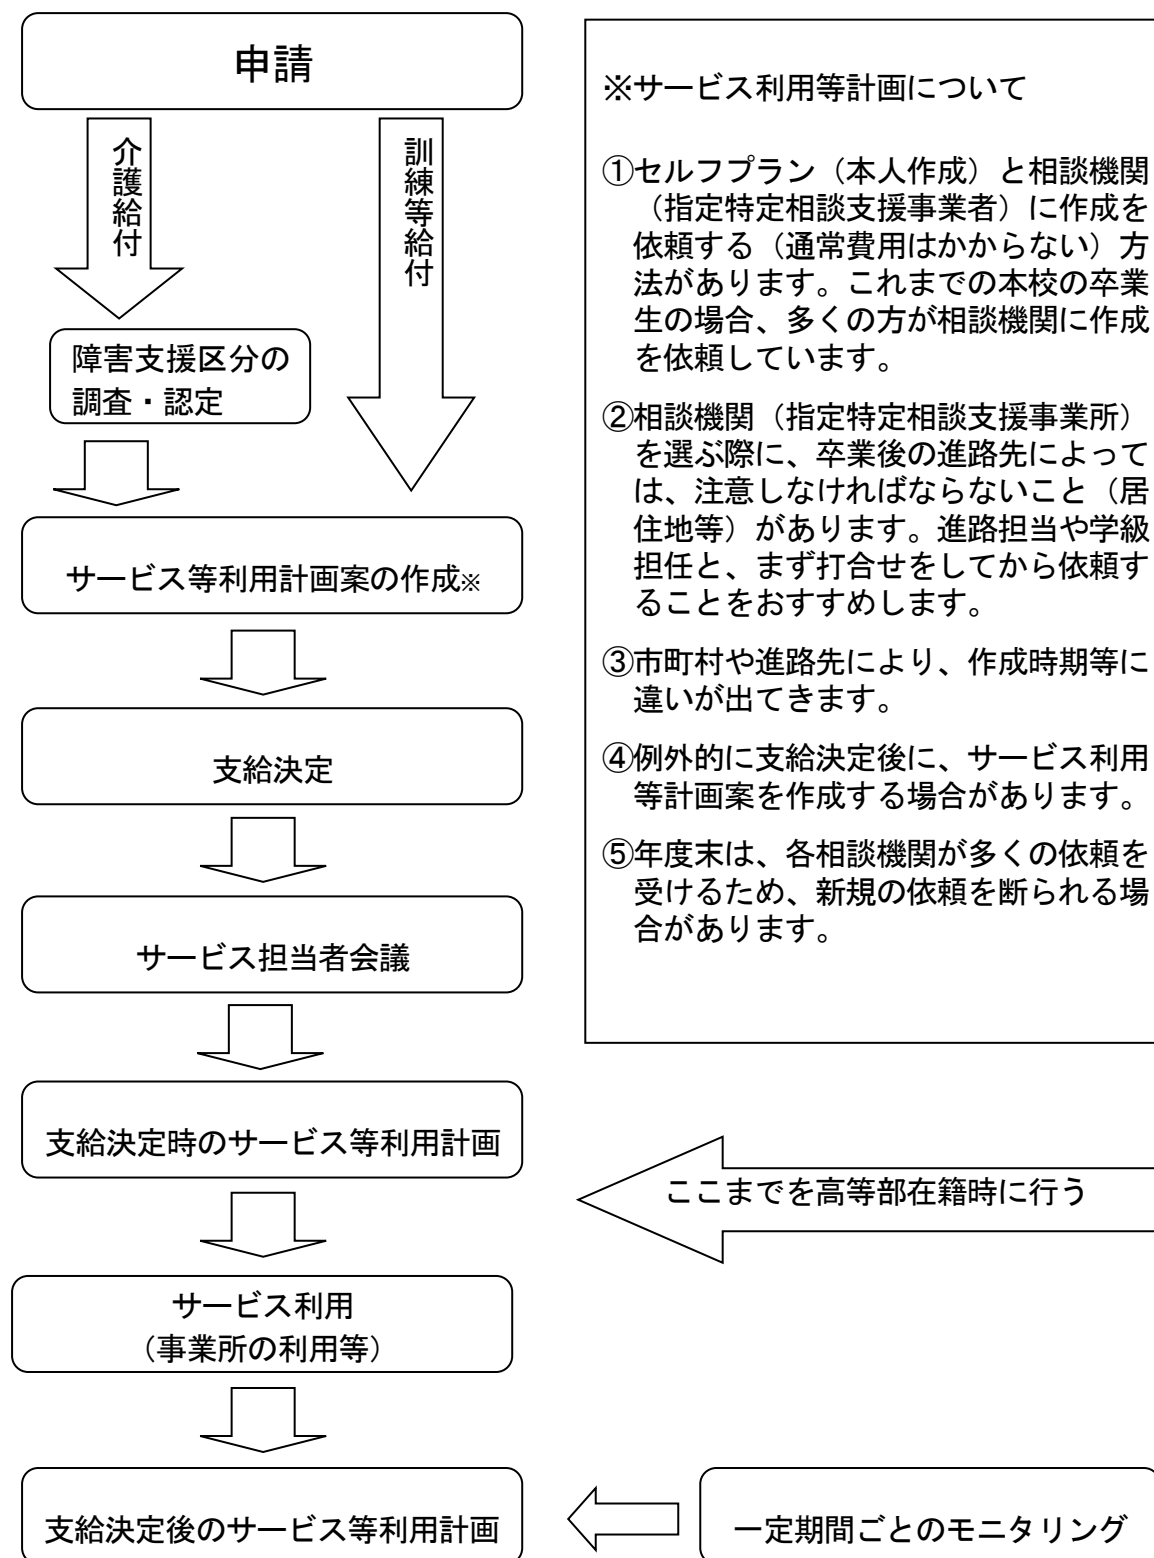 申請
介護給付
訓練等給付
障害支援区分の
調査・認定
サービス等利用計画案の作成※
支給決定
サービス担当者会議
支給決定時のサービス等利用計画
サービス利用
（事業所の利用等）
支給決定後のサービス等利用計画
※サービス利用等計画について
①セルフプラン（本人作成）と相談機関
（指定特定相談支援事業者）に作成を
依頼する（通常費用はかからない）方
法があります。これまでの本校の卒業
生の場合、多くの方が相談機関に作成
を依頼しています。
②相談機関（指定特定相談支援事業所）
を選ぶ際に、卒業後の進路先によって
は、注意しなければならないこと（居
住地等）があります。進路担当や学級
担任と、まず打合せをしてから依頼す
ることをおすすめします。
③市町村や進路先により、作成時期等に
違いが出てきます。
④例外的に支給決定後に、サービス利用
等計画案を作成する場合があります。
⑤年度末は、各相談機関が多くの依頼を
受けるため、新規の依頼を断られる場
合があります。
ここまでを高等部在籍時に行う
一定期間ごとのモニタリング